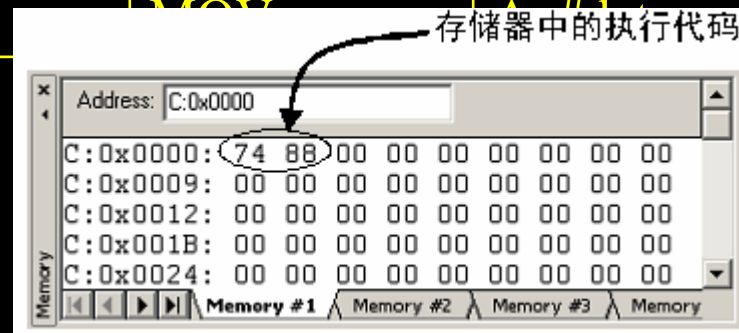 MOV
存储器中的执行代码
Address: C:0x0000
C:0x0000: 74 88 00 00 00 00 00 00 00
C:0x0009: 00 00 00 00 00 00 00 00 00
C:0x0012: 00 00 00 00 00 00 00 00 00
C:0x001B: 00 00 00 00 00 00 00 00 00
C:0x0024: 00 00 00 00 00 00 00 00 00
Memory
Memory #1 Memory #2 Memory #3 Memory